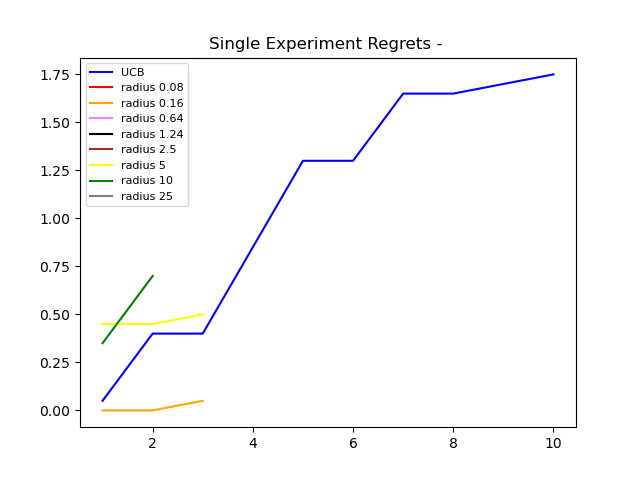 Single Experiment Regrets -
UCB
radius 0.08
radius 0.16
radius 0.64
radius 1.24
radius 2.5
radius 5
radius 10
radius 25
1.75
1.50
1.25
1.00
0.75
0.50
0.25
0.00
2 4 6 8 10